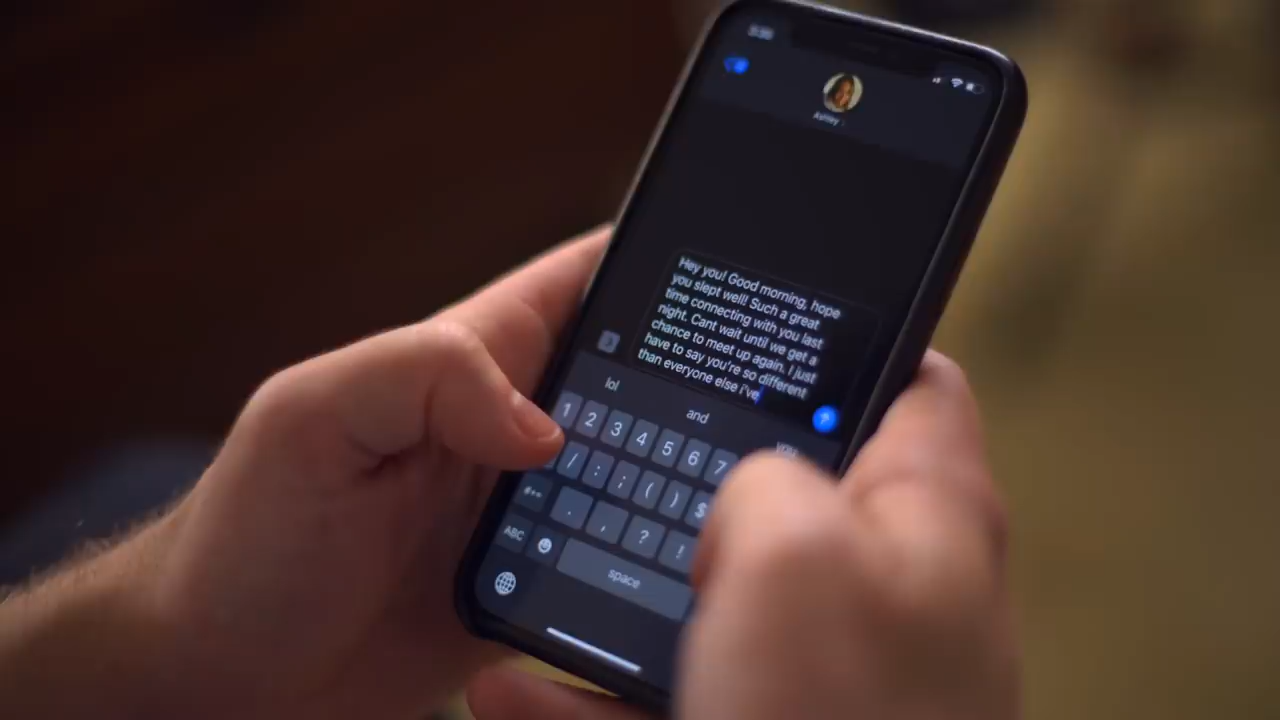 Ashley
Hey you! Good morning, hope
you slept well! Such a great
time connecting with you last
night. Cant wait until we get a
chance to meet up again. I just
have to say you're so different
than everyone else i've
lol and you
1 2 3 4 5 6 7
/ : ; ( ) $
#+=
. , ? !
ABC
space